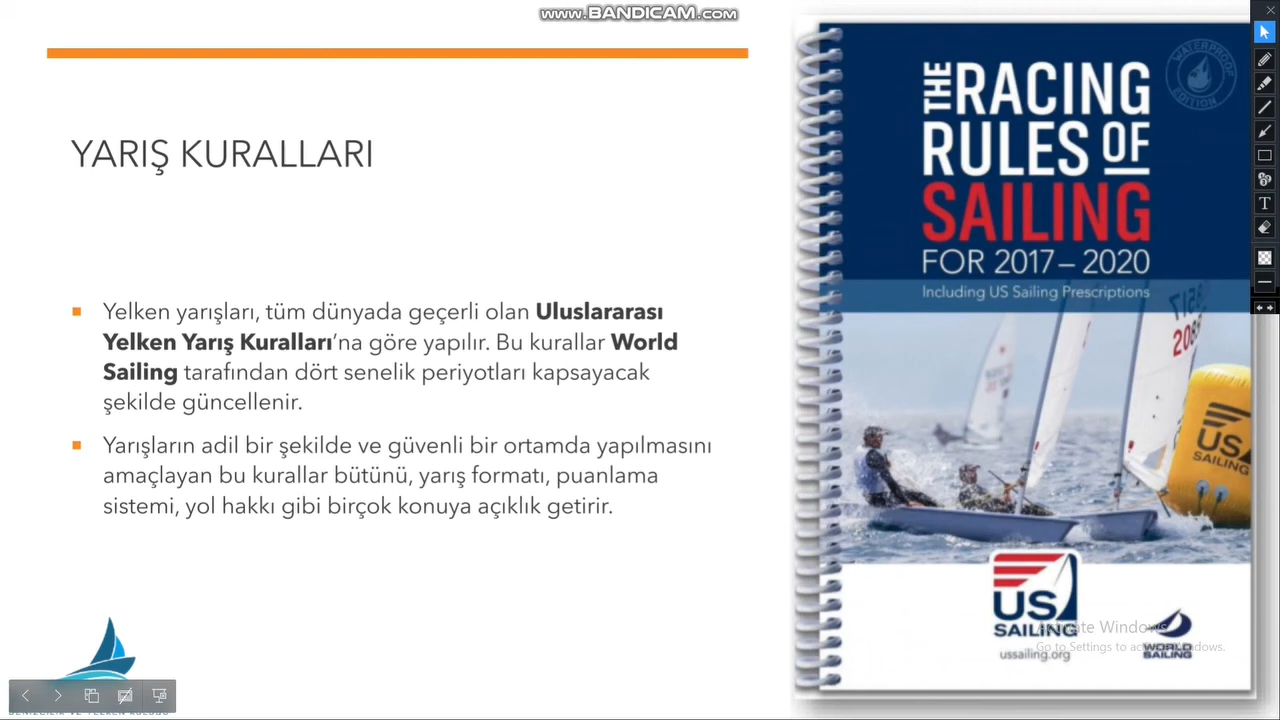 www.BANDICAM.com
YARIŞ KURALLARI
Yelken yarışları, tüm dünyada geçerli olan Uluslararası
Yelken Yarış Kuralları'na göre yapılır. Bu kurallar World
Sailing tarafından dört senelik periyotları kapsayacak
şekilde güncellenir.
Yarışların adil bir şekilde ve güvenli bir ortamda yapılmasını
amaçlayan bu kurallar bütünü, yarış formatı, puanlama
sistemi, yol hakkı gibi birçok konuya açıklık getirir.
WATERPROOF
EDITION
THE RACING
RULES OF
SAILING
FOR 2017 – 2020
Including US Sailing Prescriptions
US
SAILING
US
SAILING
ussailing.org
WORLD
SAILING
Activate Windows
Go to Settings to activate Windows.
T